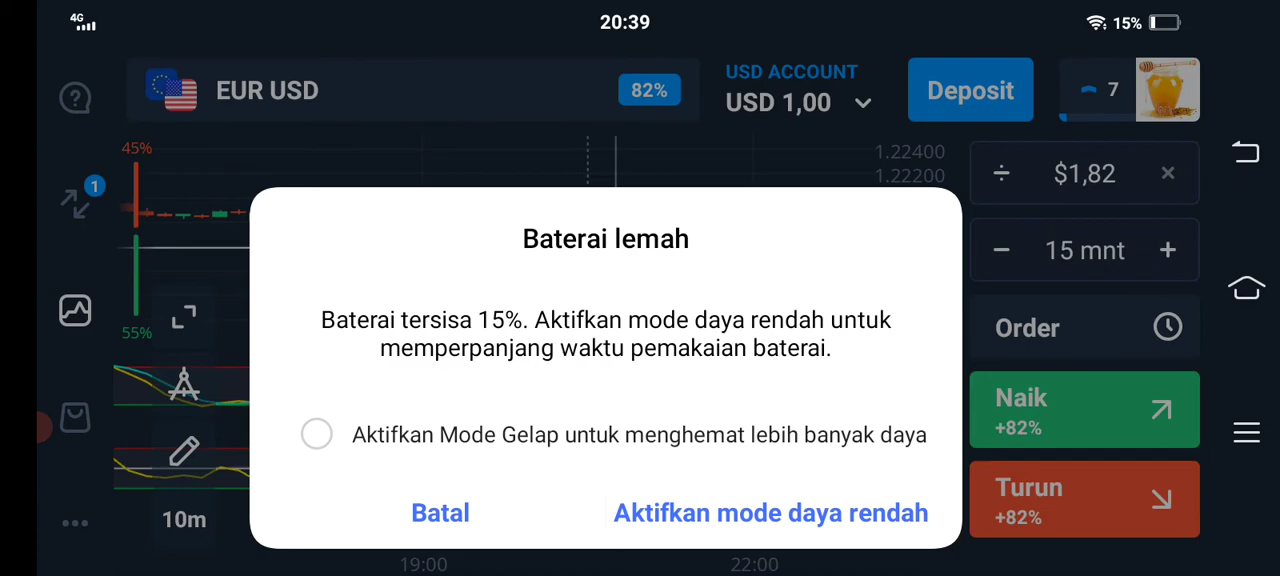 4G
20:39
15%
EUR USD
82%
USD ACCOUNT
USD 1,00
Deposit
7
45%
1.22400
1.22200
1
÷ $1,82 ×
Baterai lemah
− 15 mnt +
Baterai tersisa 15%. Aktifkan mode daya rendah untuk
memperpanjang waktu pemakaian baterai.
55%
Order
Naik
+82%
Aktifkan Mode Gelap untuk menghemat lebih banyak daya
Turun
+82%
Batal
Aktifkan mode daya rendah
10m
19:00
22:00